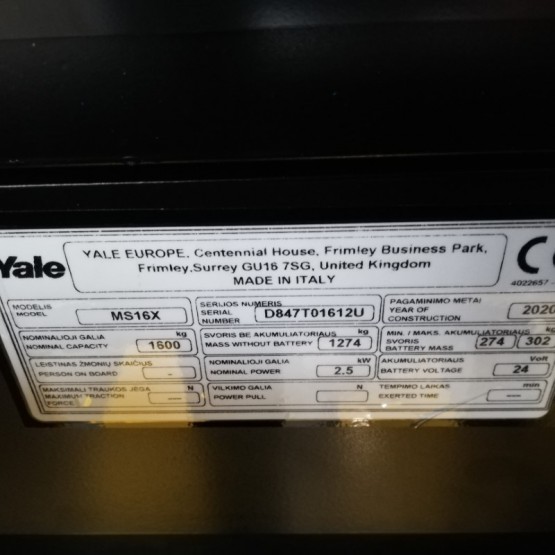 Yale
YALE EUROPE, Centennial House, Frimley Business Park,
Frimley,Surrey GU16 7SG, United Kingdom
MADE IN ITALY
CE
4022657
MODELIS
MODEL
MS16X
SERIJOS NUMERIS
SERIAL
NUMBER
D847T01612U
PAGAMINIMO METAI
YEAR OF
CONSTRUCTION
2020
NOMINALIOJI GALIA kg
NOMINAL CAPACITY
1600
SVORIS BE AKUMULIATORIAUS kg
MASS WITHOUT BATTERY
1274
MIN. / MAKS. AKUMULIATORIAUS
SVORIS
BATTERY MASS
274
302
LEISTINAS ŽMONIŲ SKAIČIUS
PERSON ON BOARD
-
NOMINALIOJI GALIA kW
NOMINAL POWER
2.5
AKUMULIATORIAUS Volt
BATTERY VOLTAGE
24
MAKSIMALI TRAUKOS JĖGA N
MAXIMUM TRACTION
FORCE
---
VILKIMO GALIA N
POWER PULL
TEMPIMO LAIKAS min
EXERTED TIME
---